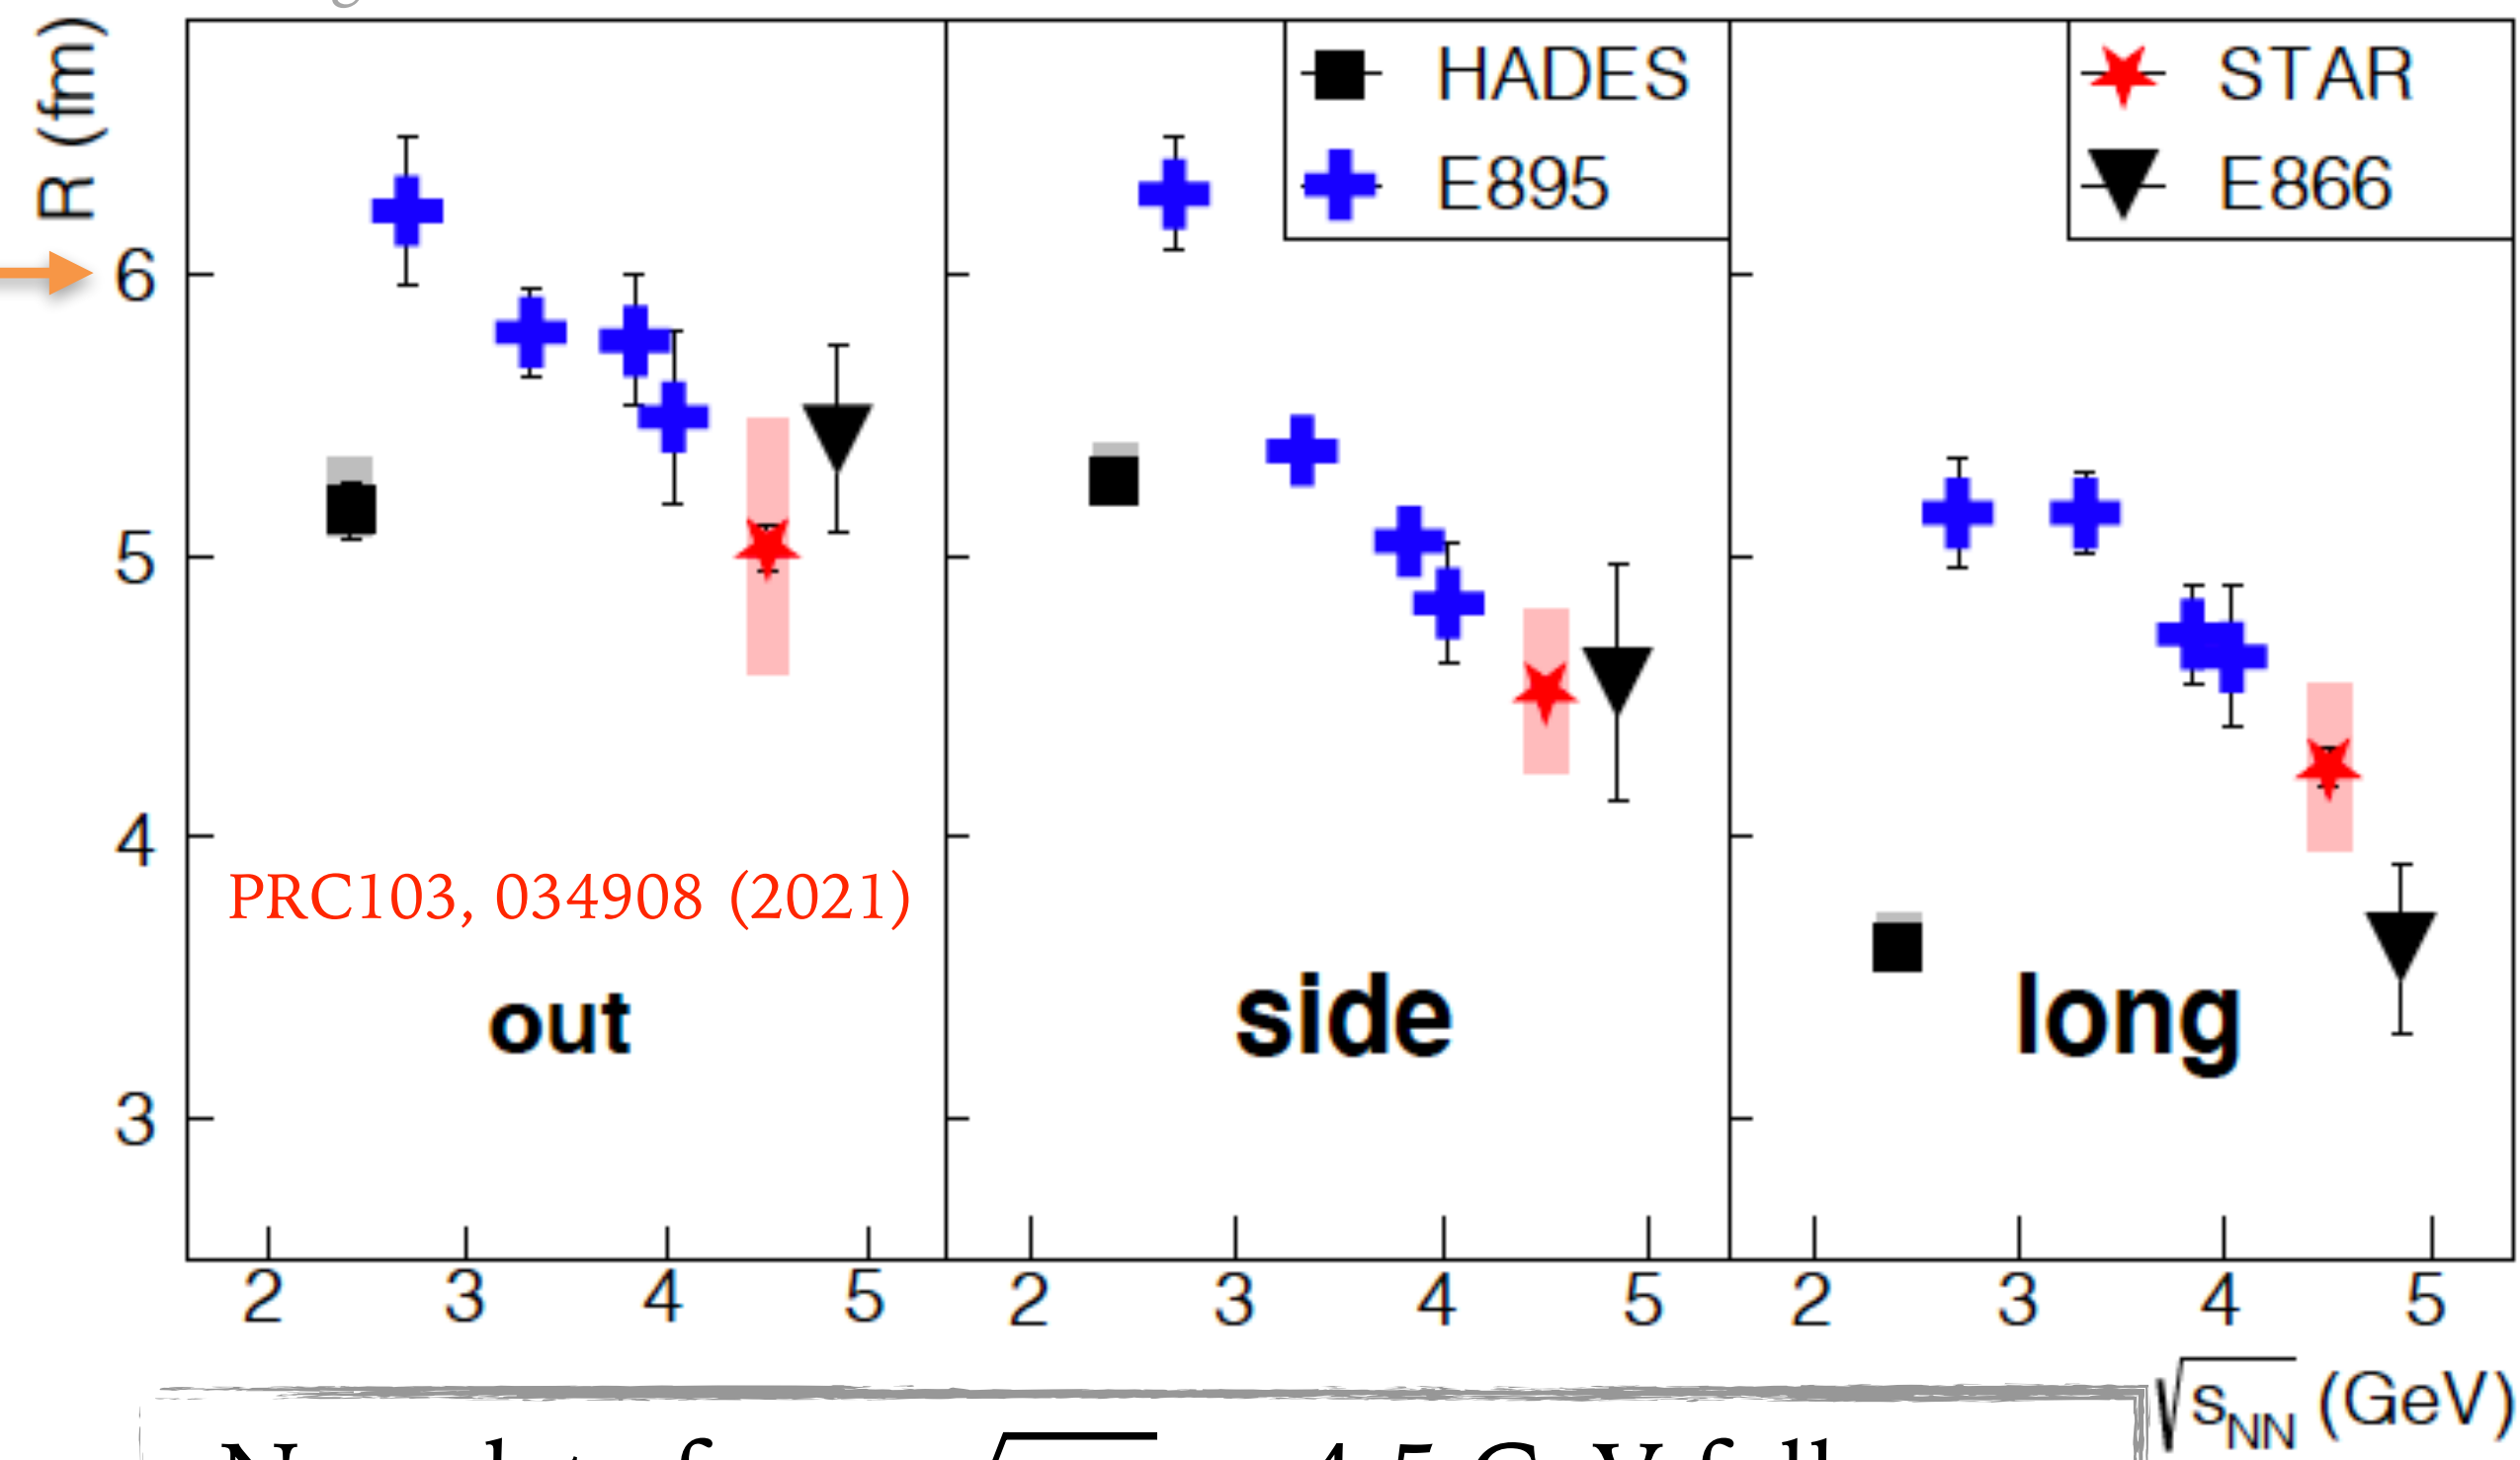 R (fm)
HADES
E895
STAR
E866
6
5
4
3
PRC103, 034908 (2021)
out
side
long
2 3 4 5 2 3 4 5 2 3 4 5
√sNN (GeV)